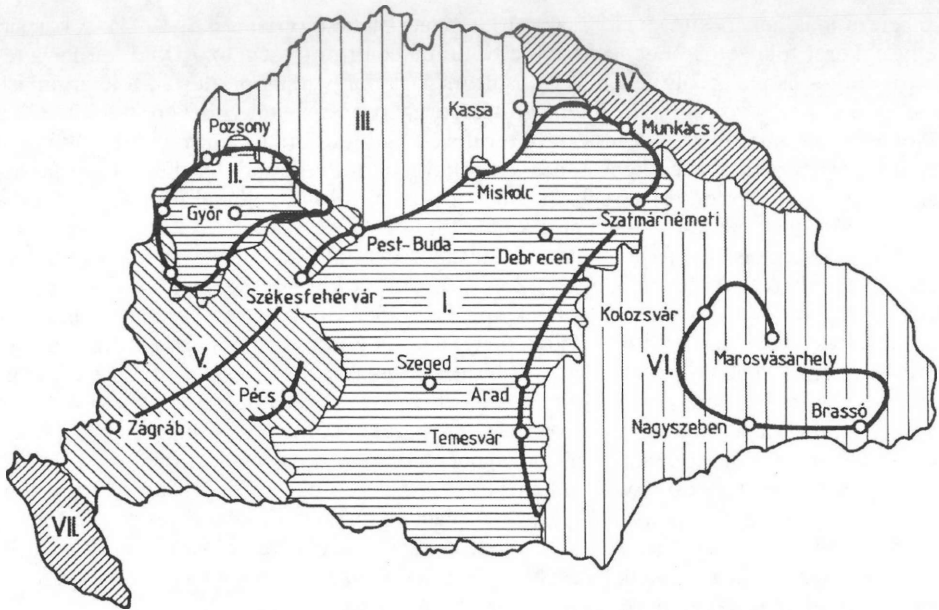 IV.
Kassa
III.
Munkács
Pozsony
II.
Miskolc
Győr
Szatmárnémeti
Pest-Buda
Debrecen
Székesfehérvár
I.
Kolozsvár
V.
VI.
Marosvásárhely
Szeged
Pécs
Arad
Brassó
Zágráb
Nagyszeben
Temesvár
VII.